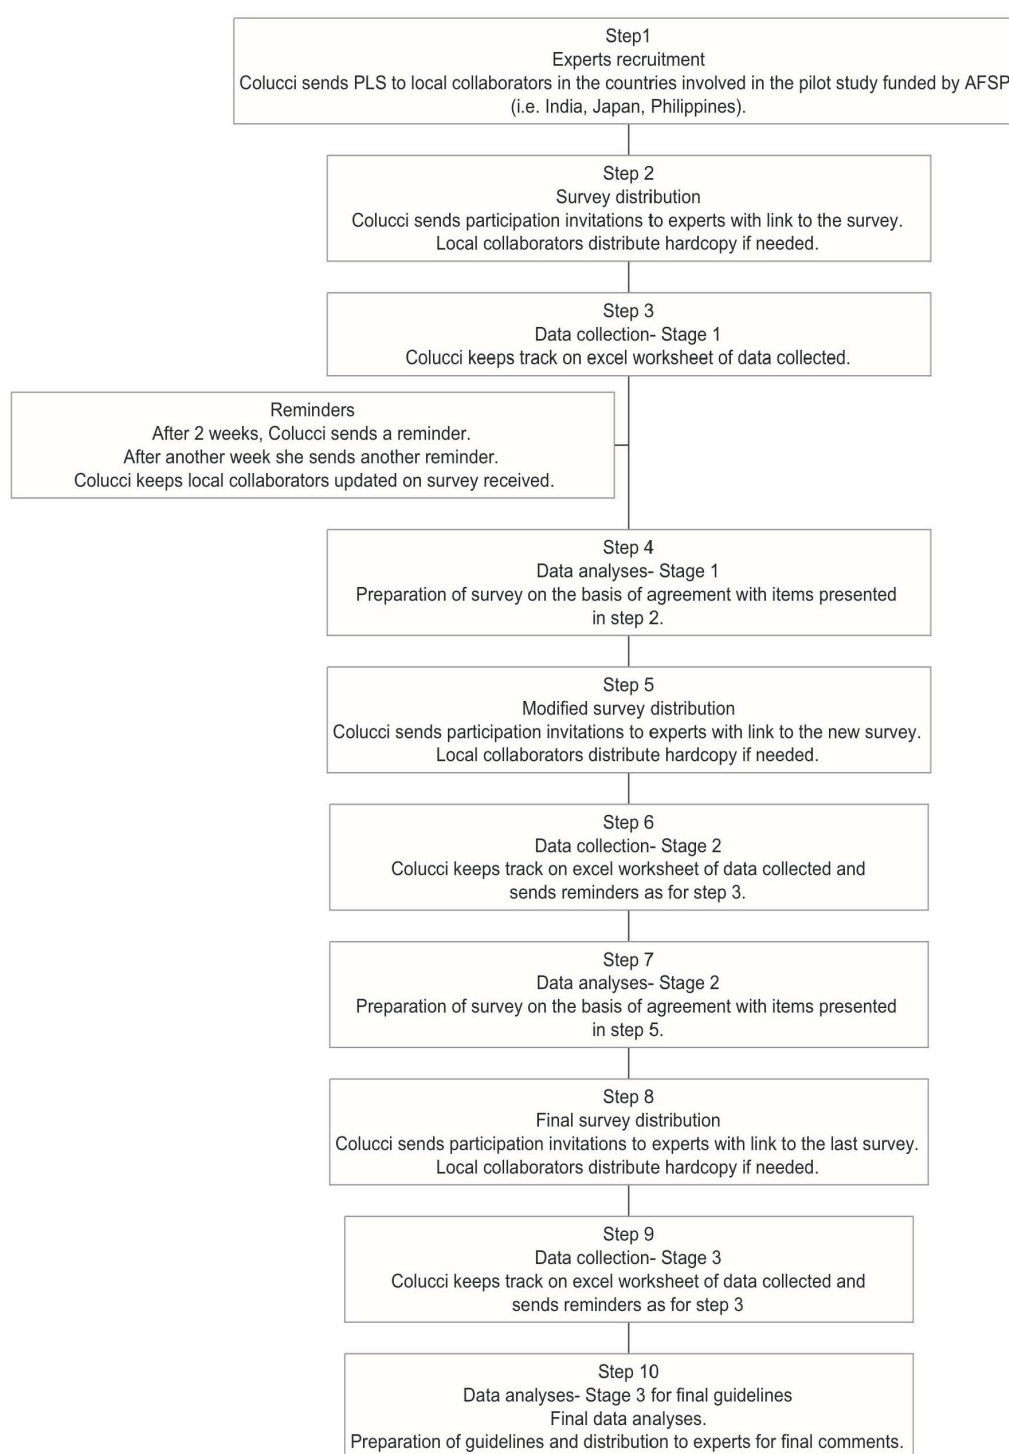 Step1
Experts recruitment
Colucci sends PLS to local collaborators in the countries involved in the pilot study funded by AFSP
(i.e. India, Japan, Philippines).
Step 2
Survey distribution
Colucci sends participation invitations to experts with link to the survey.
Local collaborators distribute hardcopy if needed.
Step 3
Data collection- Stage 1
Colucci keeps track on excel worksheet of data collected.
Reminders
After 2 weeks, Colucci sends a reminder.
After another week she sends another reminder.
Colucci keeps local collaborators updated on survey received.
Step 4
Data analyses- Stage 1
Preparation of survey on the basis of agreement with items presented
in step 2.
Step 5
Modified survey distribution
Colucci sends participation invitations to experts with link to the new survey.
Local collaborators distribute hardcopy if needed.
Step 6
Data collection- Stage 2
Colucci keeps track on excel worksheet of data collected and
sends reminders as for step 3.
Step 7
Data analyses- Stage 2
Preparation of survey on the basis of agreement with items presented
in step 5.
Step 8
Final survey distribution
Colucci sends participation invitations to experts with link to the last survey.
Local collaborators distribute hardcopy if needed.
Step 9
Data collection- Stage 3
Colucci keeps track on excel worksheet of data collected and
sends reminders as for step 3
Step 10
Data analyses- Stage 3 for final guidelines
Final data analyses.
Preparation of guidelines and distribution to experts for final comments.